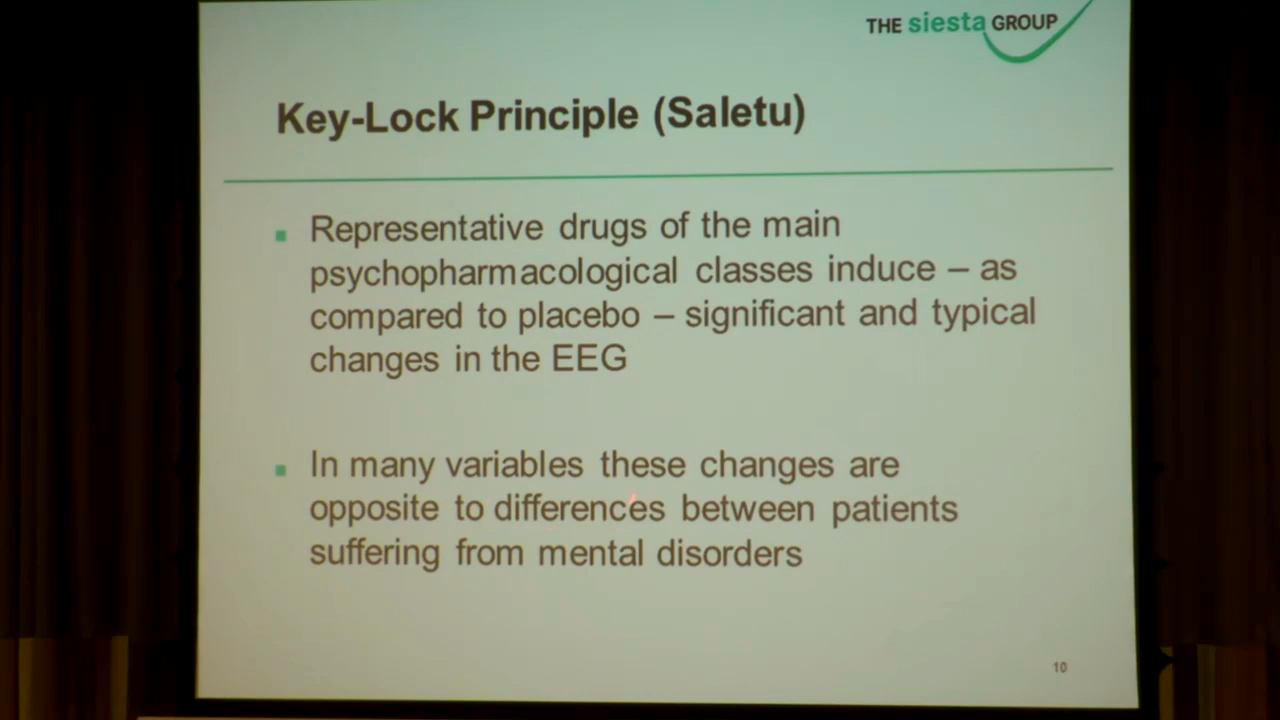 THE siesta GROUP
Key-Lock Principle (Saletu)
Representative drugs of the main
psychopharmacological classes induce – as
compared to placebo – significant and typical
changes in the EEG
In many variables these changes are
opposite to differences between patients
suffering from mental disorders
10